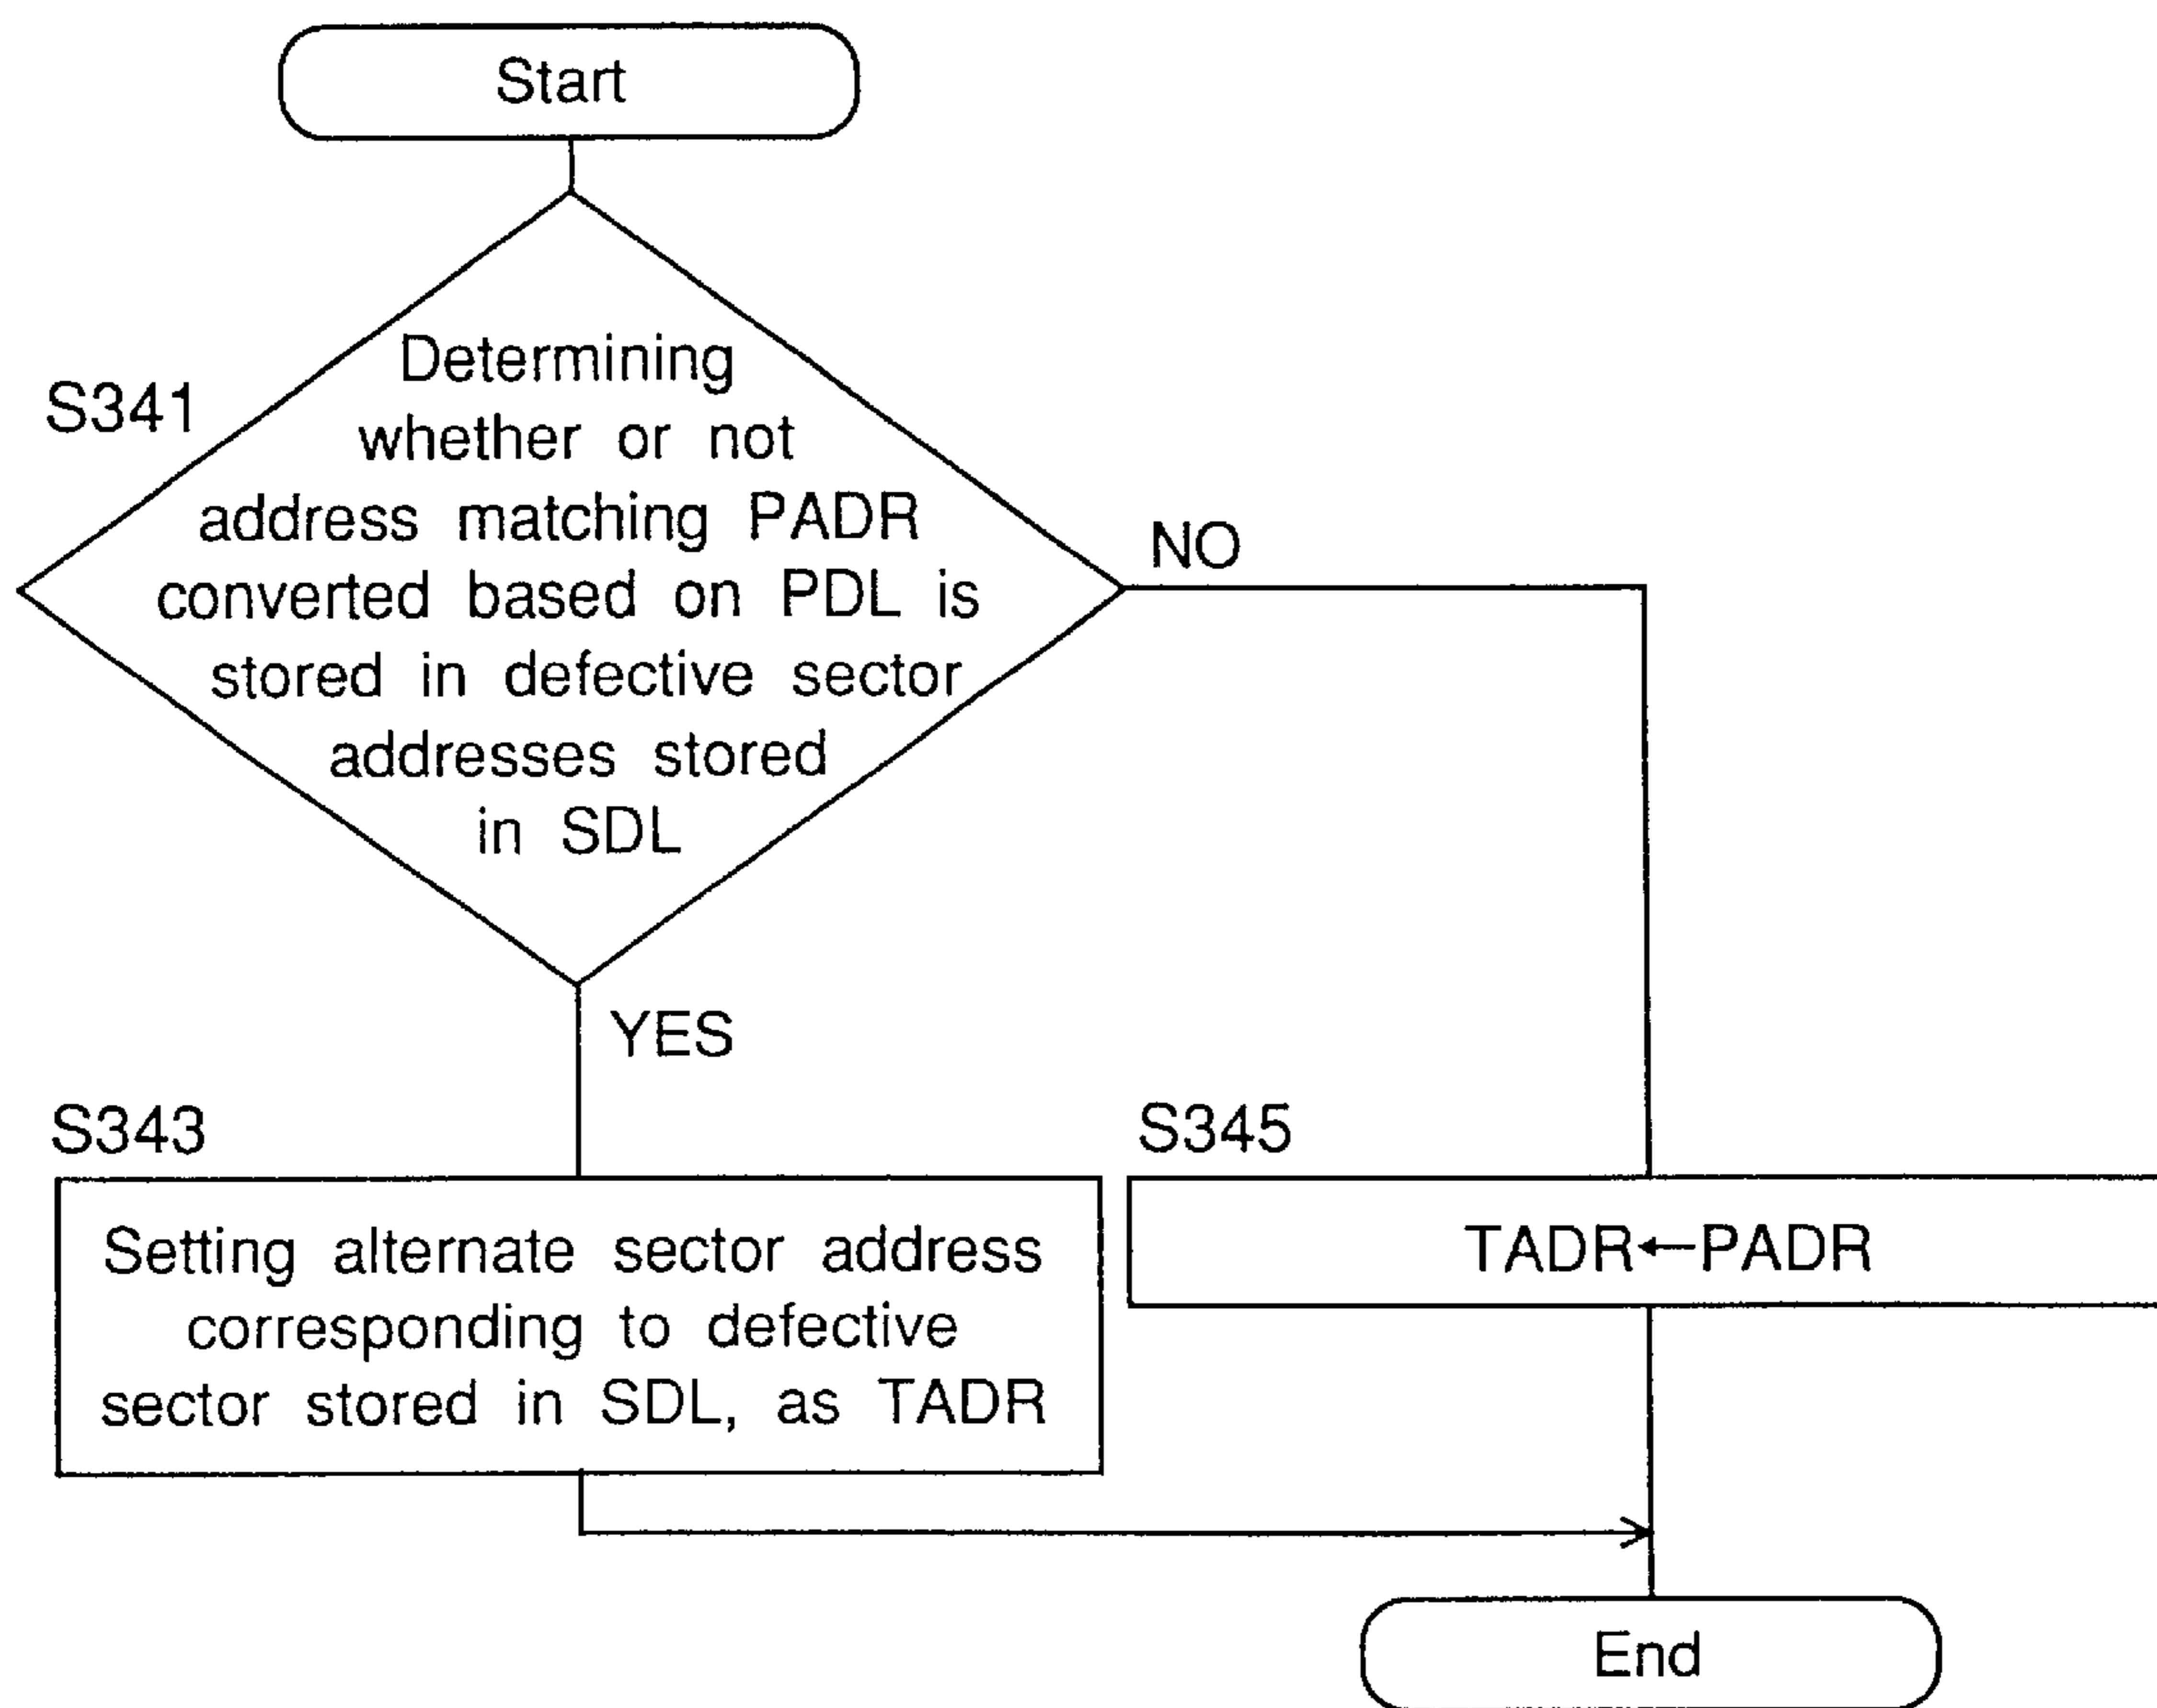 Start
S341
Determining
whether or not
address matching PADR
converted based on PDL is
stored in defective sector
addresses stored
in SDL
NO
YES
S343
Setting alternate sector address
corresponding to defective
sector stored in SDL, as TADR
S345
TADR←PADR
End